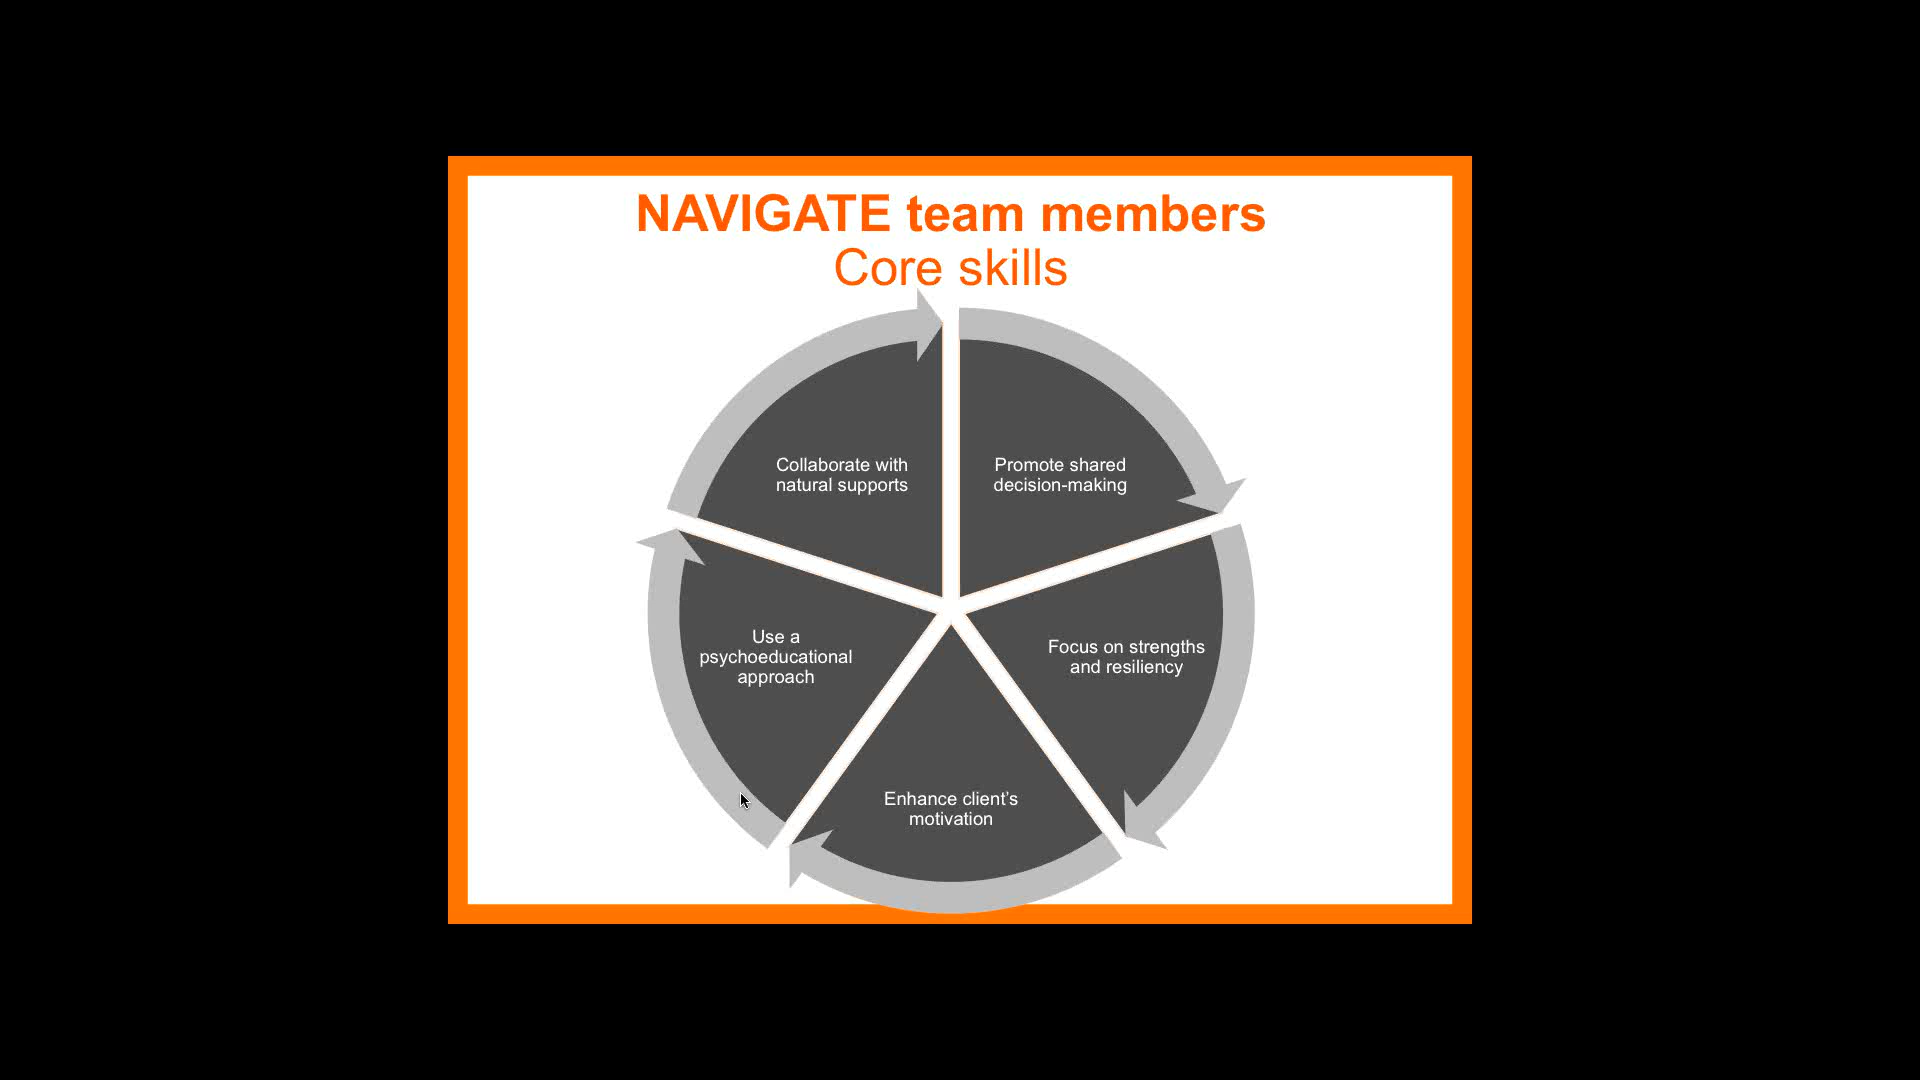 NAVIGATE team members
Core skills
Collaborate with
natural supports
Promote shared
decision-making
Use a
psychoeducational
approach
Focus on strengths
and resiliency
Enhance client’s
motivation